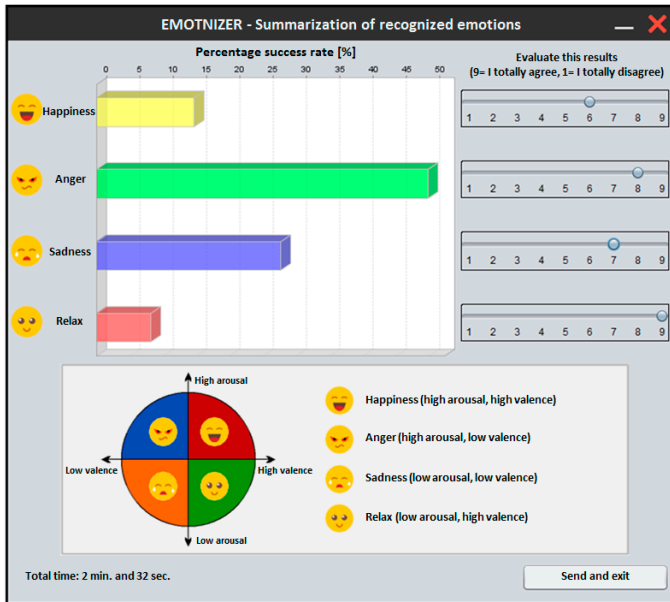 EMOTNIZER - Summarization of recognized emotions
Percentage success rate [%]
Evaluate this results
(9= I totally agree, 1= I totally disagree)
0 5 10 15 20 25 30 35 40 45 50
Happiness
1 2 3 4 5 6 7 8 9
Anger
1 2 3 4 5 6 7 8 9
Sadness
1 2 3 4 5 6 7 8 9
Relax
1 2 3 4 5 6 7 8 9
High arousal
Low valence
High valence
Low arousal
Happiness (high arousal, high valence)
Anger (high arousal, low valence)
Sadness (low arousal, low valence)
Relax (low arousal, high valence)
Total time: 2 min. and 32 sec.
Send and exit